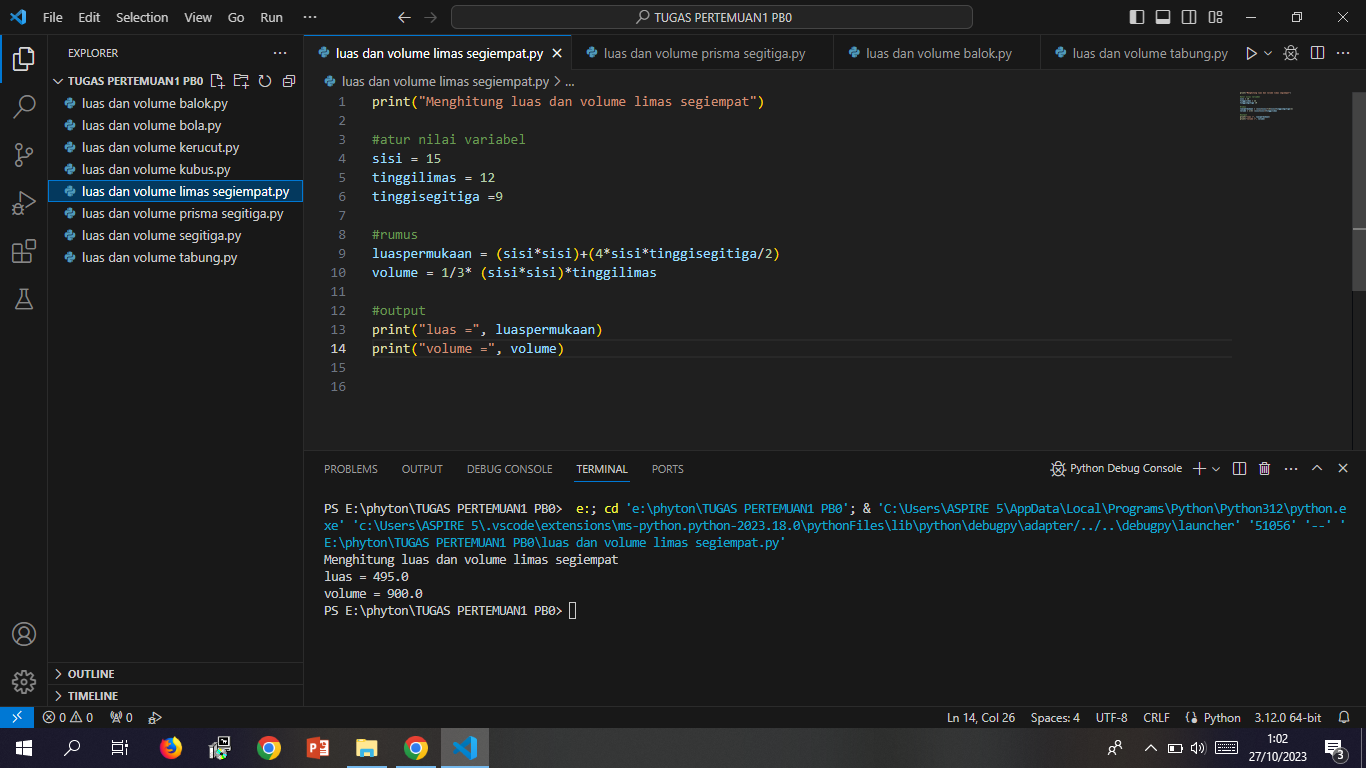 File Edit Selection View Go Run ··· TUGAS PERTEMUAN1 PB0
EXPLORER
TUGAS PERTEMUAN1 PB0
luas dan volume balok.py
luas dan volume bola.py
luas dan volume kerucut.py
luas dan volume kubus.py
luas dan volume limas segiempat.py
luas dan volume prisma segitiga.py
luas dan volume segitiga.py
luas dan volume tabung.py
OUTLINE
TIMELINE
luas dan volume limas segiempat.py luas dan volume prisma segitiga.py luas dan volume balok.py luas dan volume tabung.py
luas dan volume limas segiempat.py > ...
1 print("Menghitung luas dan volume limas segiempat")
2
3 #atur nilai variabel
4 sisi = 15
5 tinggilimas = 12
6 tinggisegitiga =9
7
8 #rumus
9 luaspermukaan = (sisi*sisi)+(4*sisi*tinggisegitiga/2)
10 volume = 1/3* (sisi*sisi)*tinggilimas
11
12 #output
13 print("luas =", luaspermukaan)
14 print("volume =", volume)
15
16
PROBLEMS OUTPUT DEBUG CONSOLE TERMINAL PORTS Python Debug Console
PS E:\phyton\TUGAS PERTEMUAN1 PB0>  e:; cd 'e:\phyton\TUGAS PERTEMUAN1 PB0'; & 'C:\Users\ASPIRE 5\AppData\Local\Programs\Python\Python312\python.e
xe' 'c:\Users\ASPIRE 5\.vscode\extensions\ms-python.python-2023.18.0\pythonFiles\lib\python\debugpy\adapter/../..\debugpy\launcher' '51056' '--' '
E:\phyton\TUGAS PERTEMUAN1 PB0\luas dan volume limas segiempat.py'
Menghitung luas dan volume limas segiempat
luas = 495.0
volume = 900.0
PS E:\phyton\TUGAS PERTEMUAN1 PB0>
0 0 0 Ln 14, Col 26 Spaces: 4 UTF-8 CRLF Python 3.12.0 64-bit
1:02
27/10/2023
3